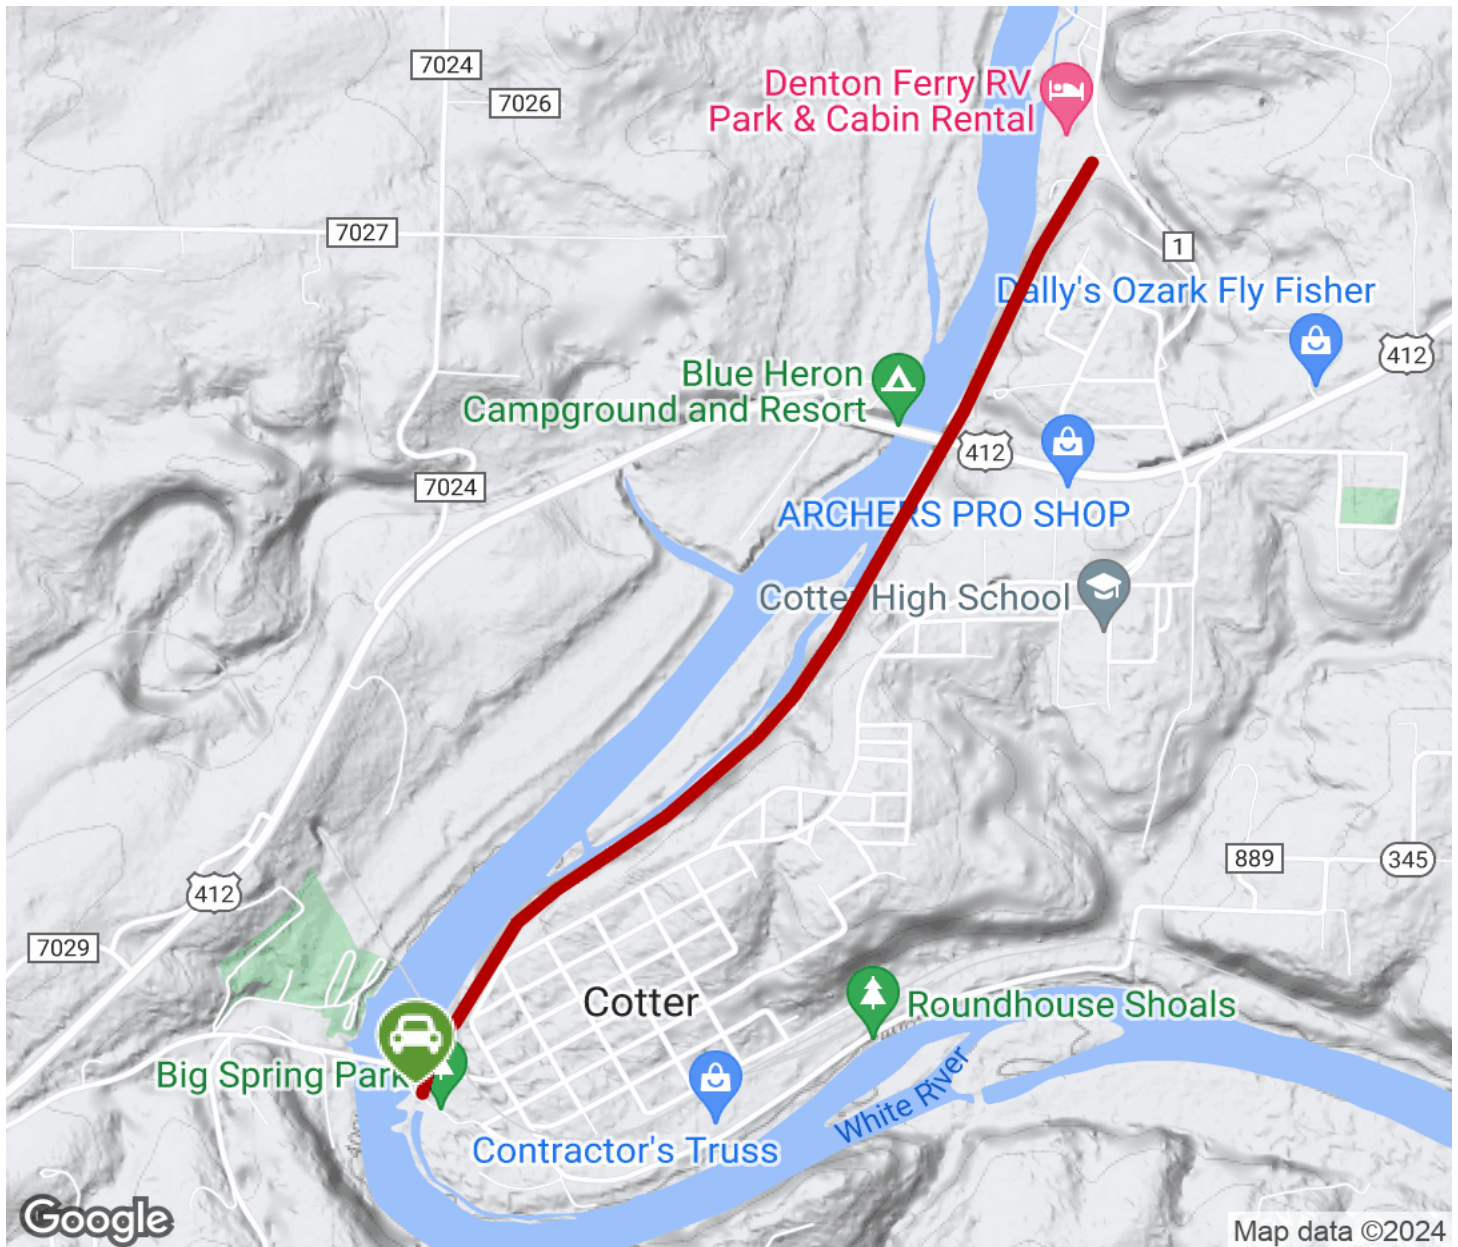 7024
7026
Denton Ferry RV
Park & Cabin Rental
7027
1
Dally's Ozark Fly Fisher
412
Blue Heron
Campground and Resort
412
7024
ARCHERS PRO SHOP
Cotter High School
889
345
412
7029
Cotter
Roundhouse Shoals
Big Spring Park
White River
Contractor's Truss
Google
Map data ©2024